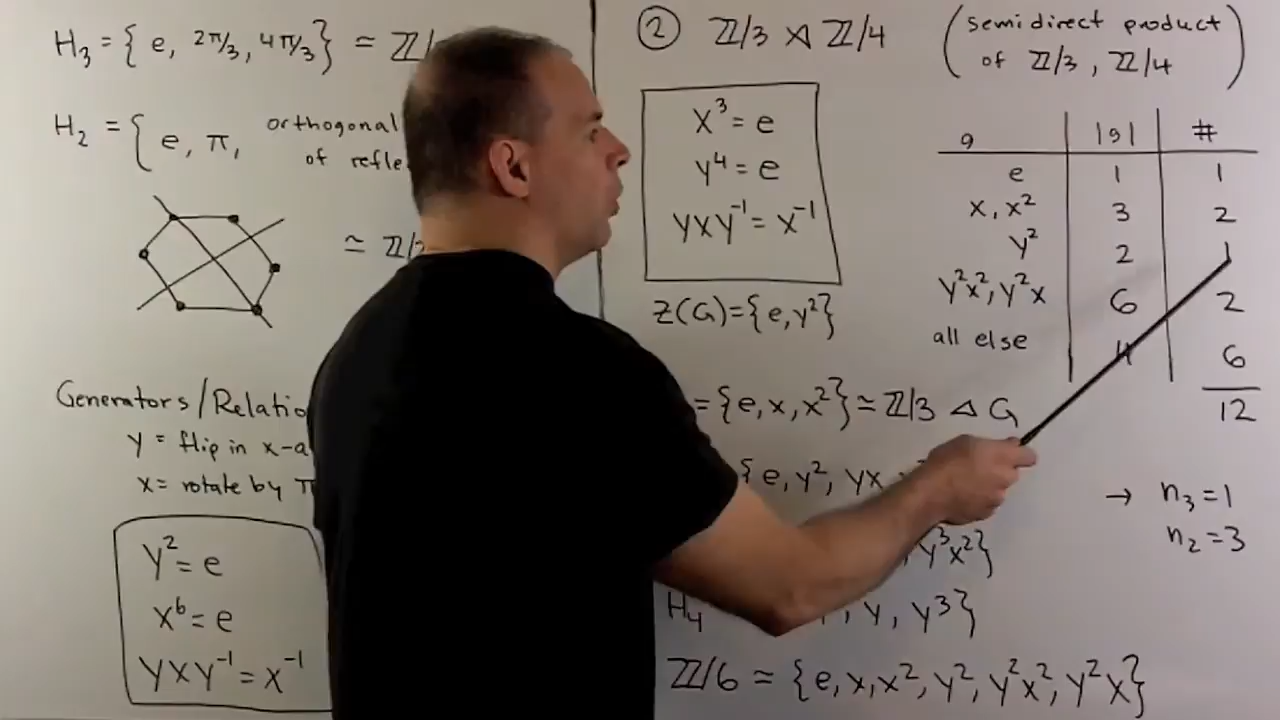 H₃ = { e, 2π/3, 4π/3 } ≃ ℤ/
H₂ = { e, π, orthogonal
of refle
≃ ℤ/
Generators/Relatio
y = flip in x-a
x = rotate by π
y² = e
x⁶ = e
yxy⁻¹ = x⁻¹
② ℤ/3 ⋊ ℤ/4
(semidirect product
of ℤ/3, ℤ/4)
x³ = e
y⁴ = e
yxy⁻¹ = x⁻¹
Z(G) = {e, y²}
g |g| #
e 1 1
x, x² 3 2
y² 2 1
y²x², y²x 6 2
all else 4 6
12
= {e, x, x²} ≃ ℤ/3 ◁ G
{e, y², yx,
→ n₃ = 1
n₂ = 3
, y³x²}
H₄ , y, y³}
ℤ/6 ≃ {e, x, x², y², y²x², y²x}